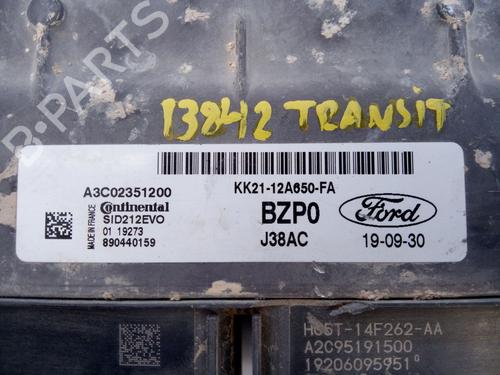 B-PARTS
13842 TRANSIT
A3C02351200
KK21-12A650-FA
Continental
SID212EVO
BZP0
Ford
MADE IN FRANCE
01 19273
890440159
J38AC
19-09-30
HG5T-14F262-AA
A2C95191500
19206095951